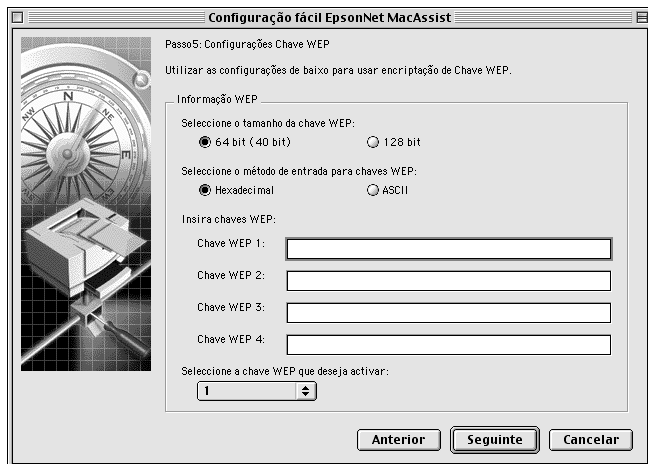 Configuração fácil EpsonNet MacAssist
Passo5: Configurações Chave WEP
Utilizar as configurações de baixo para usar encriptação de Chave WEP.
Informação WEP
Seleccione o tamanho da chave WEP:
64 bit (40 bit)
128 bit
Seleccione o método de entrada para chaves WEP:
Hexadecimal
ASCII
Insira chaves WEP:
Chave WEP 1:
Chave WEP 2:
Chave WEP 3:
Chave WEP 4:
Seleccione a chave WEP que deseja activar:
1
Anterior
Seguinte
Cancelar
N
E